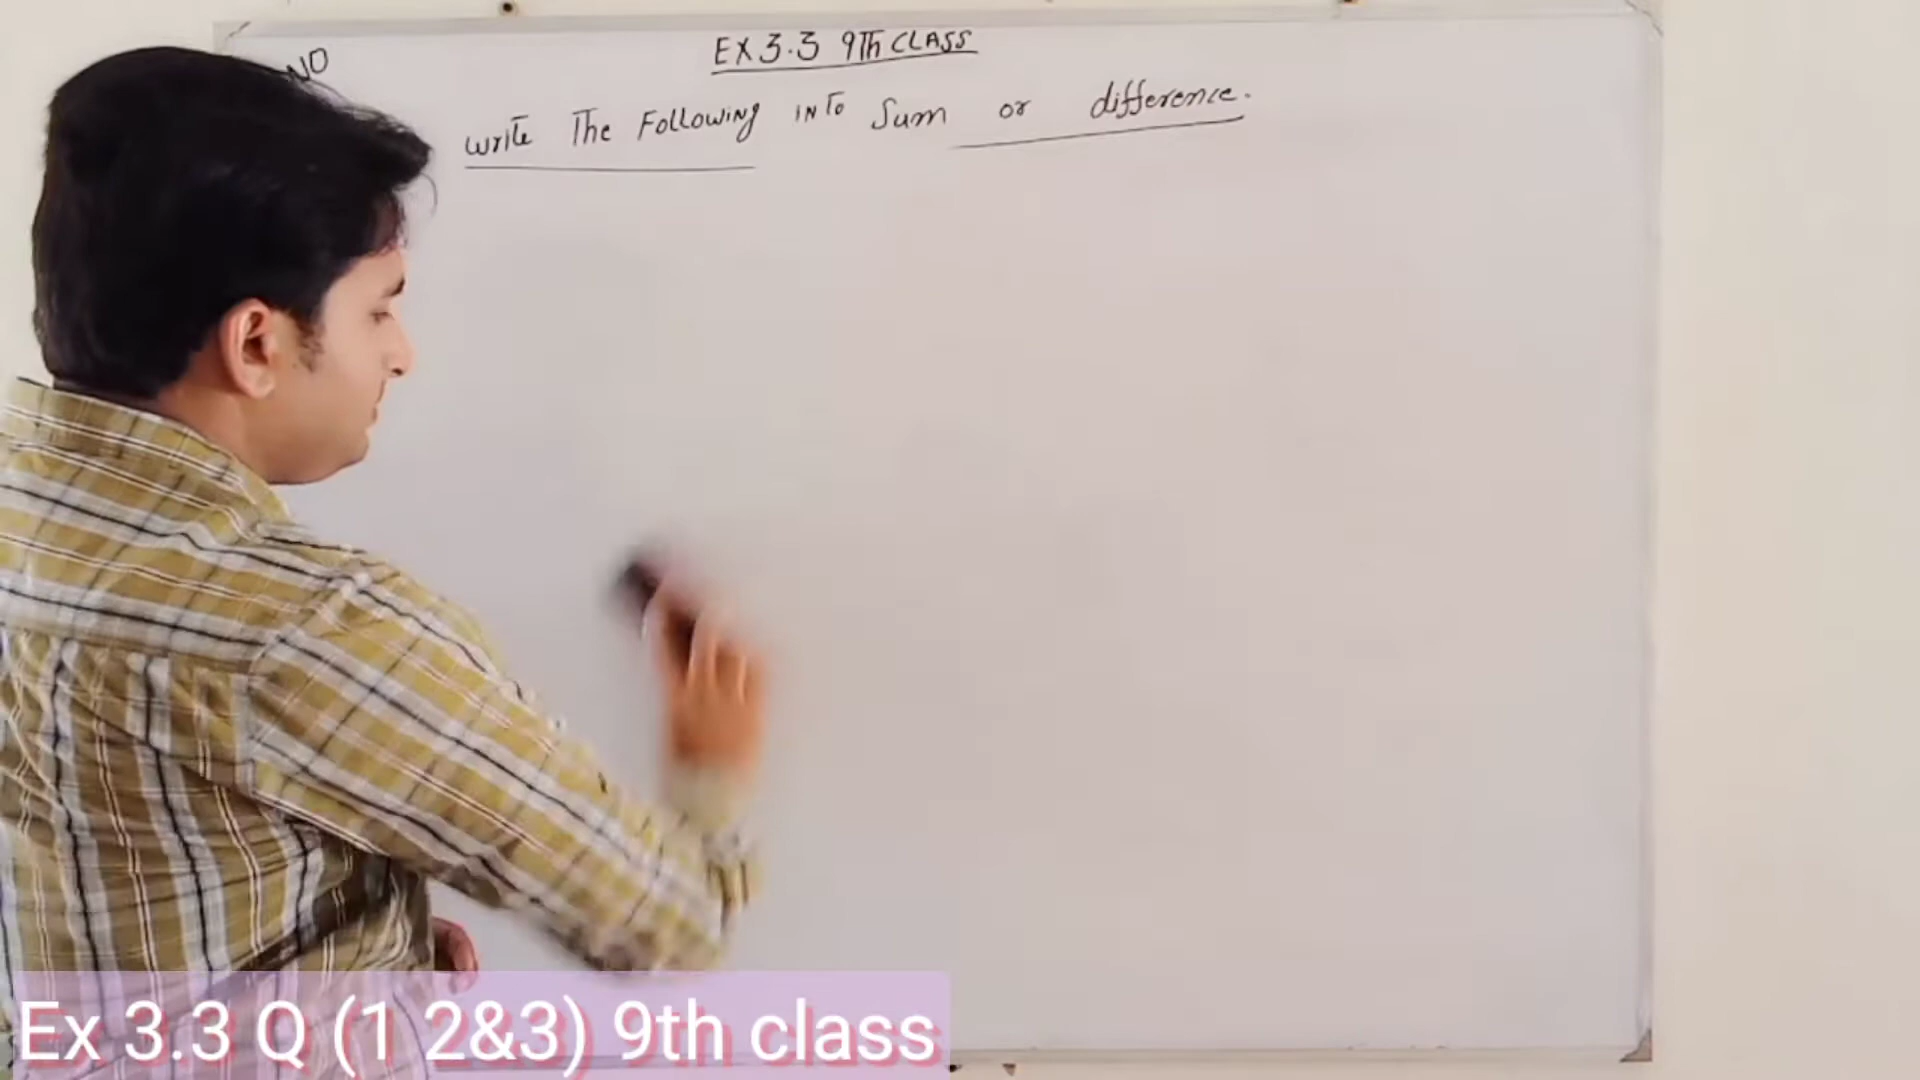 EX 3.3 9TH CLASS
NO
write The Following INTO Sum or difference.
Ex 3.3 Q (1 2&3) 9th class